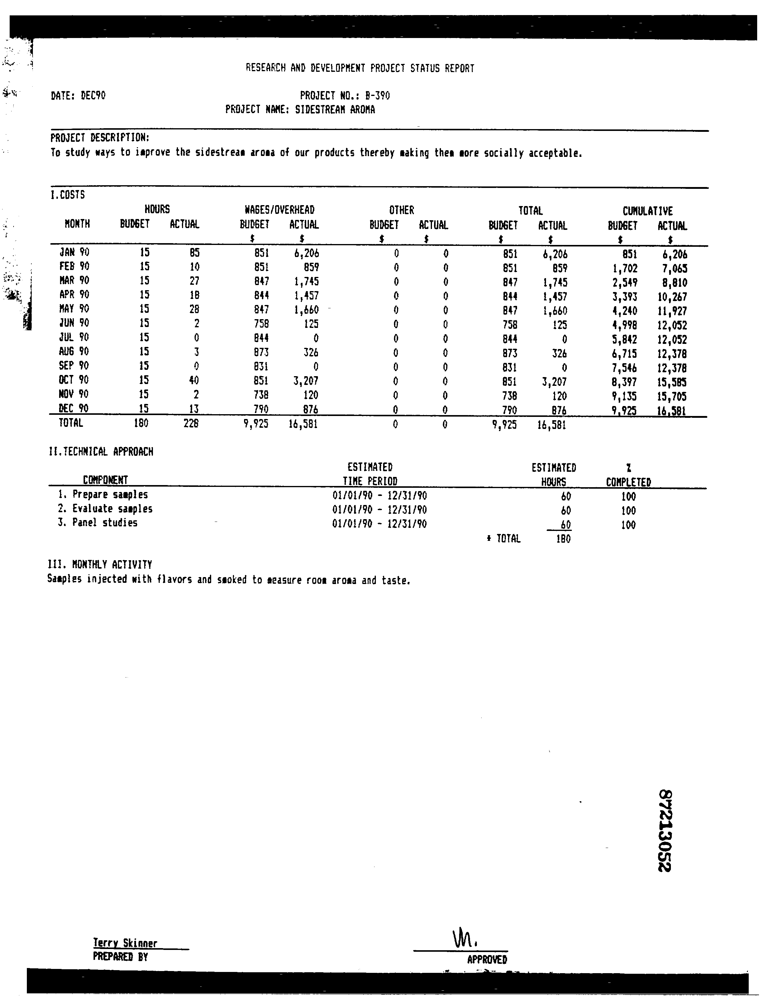 RESEARCH AND DEVELOPMENT PROJECT STATUS REPORT
DATE: DEC90 PROJECT NO.: B-390
PROJECT NAME: SIDESTREAM AROMA
PROJECT DESCRIPTION:
To study ways to improve the sidestream aroma of our products thereby making them more socially acceptable.
I.COSTS
HOURS WAGES/OVERHEAD OTHER TOTAL CUMULATIVE
MONTH BUDGET ACTUAL BUDGET ACTUAL BUDGET ACTUAL BUDGET ACTUAL BUDGET ACTUAL
$ $ $ $ $ $ $ $
JAN 90 15 85 851 6,206 0 0 851 6,206 851 6,206
FEB 90 15 10 851 859 0 0 851 859 1,702 7,065
MAR 90 15 27 847 1,745 0 0 847 1,745 2,549 8,810
APR 90 15 18 844 1,457 0 0 844 1,457 3,393 10,267
MAY 90 15 28 847 1,660 0 0 847 1,660 4,240 11,927
JUN 90 15 2 758 125 0 0 758 125 4,998 12,052
JUL 90 15 0 844 0 0 0 844 0 5,842 12,052
AUG 90 15 3 873 326 0 0 873 326 6,715 12,378
SEP 90 15 0 831 0 0 0 831 0 7,546 12,378
OCT 90 15 40 851 3,207 0 0 851 3,207 8,397 15,585
NOV 90 15 2 738 120 0 0 738 120 9,135 15,705
DEC 90 15 13 790 876 0 0 790 876 9,925 16,581
TOTAL 180 228 9,925 16,581 0 0 9,925 16,581
II.TECHNICAL APPROACH
ESTIMATED ESTIMATED %
COMPONENT TIME PERIOD HOURS COMPLETED
1. Prepare samples 01/01/90 - 12/31/90 60 100
2. Evaluate samples 01/01/90 - 12/31/90 60 100
3. Panel studies 01/01/90 - 12/31/90 60 100
* TOTAL 180
III. MONTHLY ACTIVITY
Samples injected with flavors and smoked to measure room aroma and taste.
87213052
Terry Skinner
PREPARED BY APPROVED